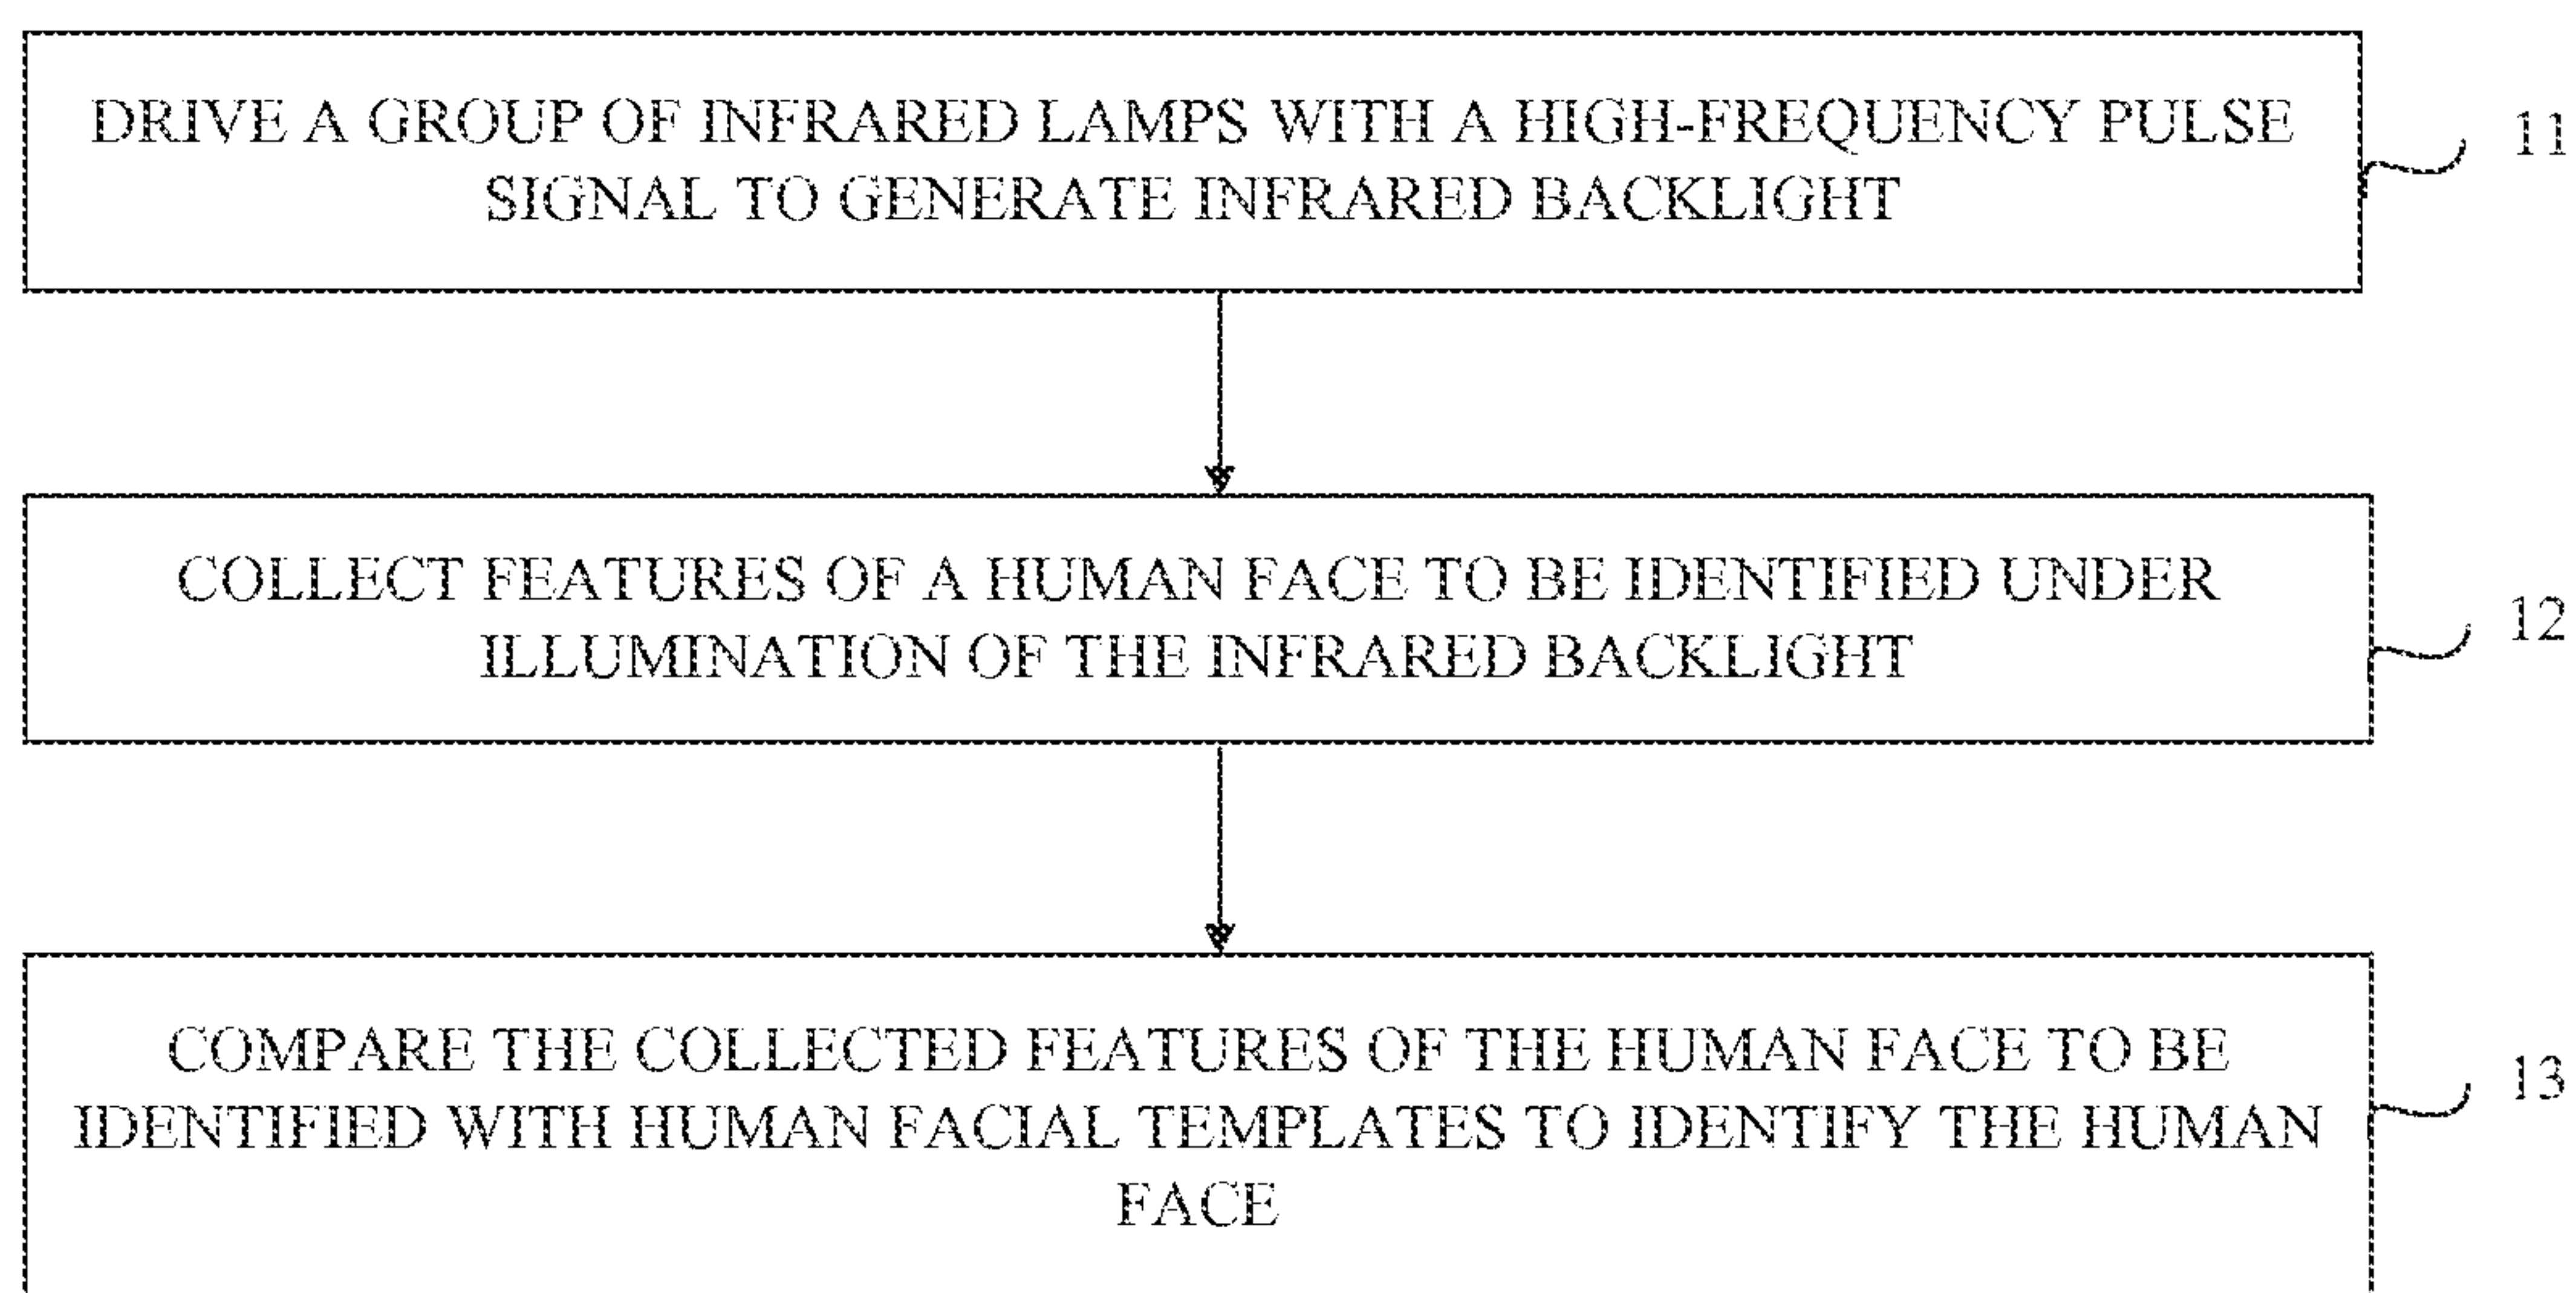 DRIVE A GROUP OF INFRARED LAMPS WITH A HIGH-FREQUENCY PULSE
SIGNAL TO GENERATE INFRARED BACKLIGHT
11
COLLECT FEATURES OF A HUMAN FACE TO BE IDENTIFIED UNDER
ILLUMINATION OF THE INFRARED BACKLIGHT
12
COMPARE THE COLLECTED FEATURES OF THE HUMAN FACE TO BE
IDENTIFIED WITH HUMAN FACIAL TEMPLATES TO IDENTIFY THE HUMAN
FACE
13